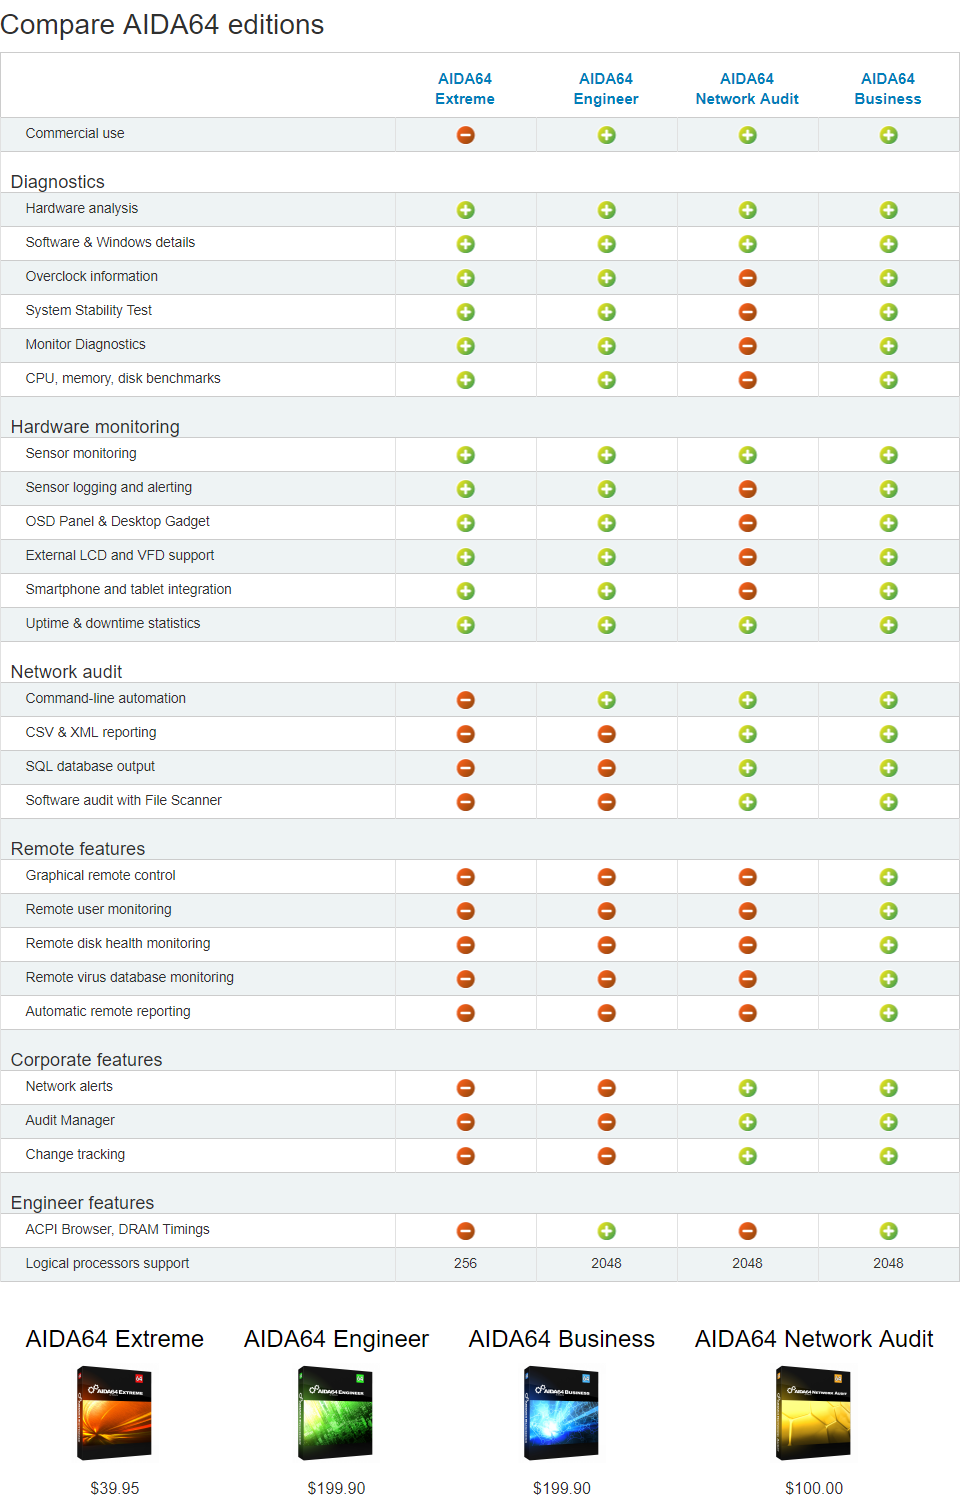 Compare AIDA64 editions
AIDA64 Extreme AIDA64 Engineer AIDA64 Network Audit AIDA64 Business
Commercial use
Diagnostics
Hardware analysis
Software & Windows details
Overclock information
System Stability Test
Monitor Diagnostics
CPU, memory, disk benchmarks
Hardware monitoring
Sensor monitoring
Sensor logging and alerting
OSD Panel & Desktop Gadget
External LCD and VFD support
Smartphone and tablet integration
Uptime & downtime statistics
Network audit
Command-line automation
CSV & XML reporting
SQL database output
Software audit with File Scanner
Remote features
Graphical remote control
Remote user monitoring
Remote disk health monitoring
Remote virus database monitoring
Automatic remote reporting
Corporate features
Network alerts
Audit Manager
Change tracking
Engineer features
ACPI Browser, DRAM Timings
Logical processors support 256 2048 2048 2048
AIDA64 Extreme AIDA64 Engineer AIDA64 Business AIDA64 Network Audit
64 64 64 64
AIDA64 Extreme AIDA64 Engineer AIDA64 Business AIDA64 Network Audit
$39.95 $199.90 $199.90 $100.00